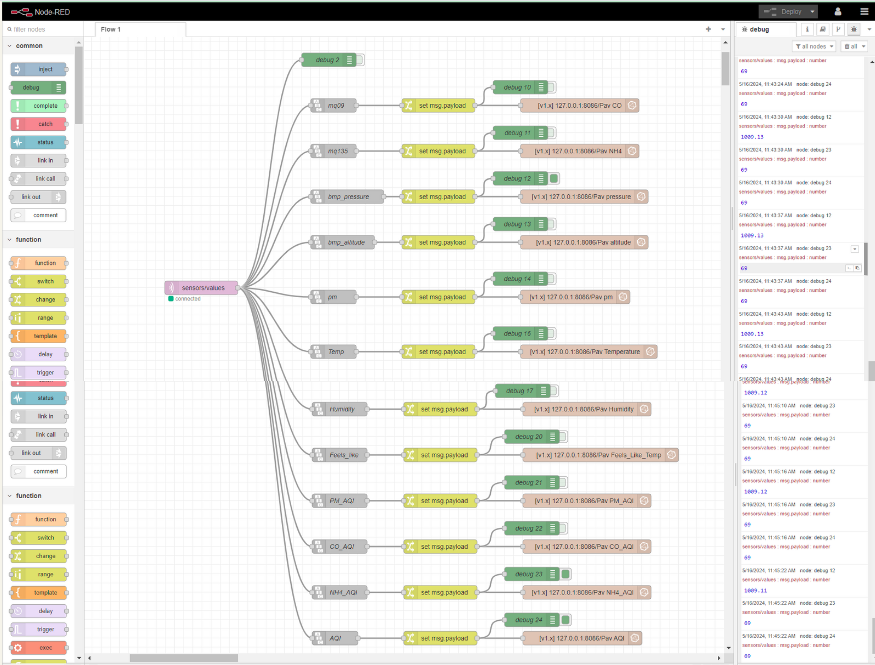 Node-RED
Deploy
filter nodes
Flow 1
debug
all nodes
all
common
inject
debug
complete
catch
status
link in
link call
link out
comment
function
function
switch
change
range
template
delay
trigger
status
link in
link call
link out
comment
function
function
switch
change
range
template
delay
trigger
exec
sensors/values
connected
debug 2
mq09
set msg.payload
debug 10
[v1.x] 127.0.0.1:8086/Pav CO
mq135
set msg.payload
debug 11
[v1.x] 127.0.0.1:8086/Pav NH4
bmp_pressure
set msg.payload
debug 12
[v1.x] 127.0.0.1:8086/Pav pressure
bmp_altitude
set msg.payload
debug 13
[v1.x] 127.0.0.1:8086/Pav altitude
pm
set msg.payload
debug 14
[v1.x] 127.0.0.1:8086/Pav pm
Temp
set msg.payload
[v1.x] 127.0.0.1:8086/Pav Temperature
Humidity
set msg.payload
debug 17
[v1.x] 127.0.0.1:8086/Pav Humidity
Feels_like
set msg.payload
debug 20
[v1.x] 127.0.0.1:8086/Pav Feels_Like_Temp
PM_AQI
set msg.payload
debug 21
[v1.x] 127.0.0.1:8086/Pav PM_AQI
CO_AQI
set msg.payload
debug 22
[v1.x] 127.0.0.1:8086/Pav CO_AQI
NH4_AQI
set msg.payload
debug 23
[v1.x] 127.0.0.1:8086/Pav NH4_AQI
AQI
set msg.payload
debug 24
[v1.x] 127.0.0.1:8086/Pav AQI
sensors/values : msg.payload : number
69
5/16/2024, 11:43:24 AM node: debug 24
sensors/values : msg.payload : number
69
5/16/2024, 11:43:30 AM node: debug 12
sensors/values : msg.payload : number
1009.13
5/16/2024, 11:43:30 AM node: debug 23
sensors/values : msg.payload : number
69
5/16/2024, 11:43:30 AM node: debug 24
sensors/values : msg.payload : number
69
5/16/2024, 11:43:37 AM node: debug 12
sensors/values : msg.payload : number
1009.13
5/16/2024, 11:43:37 AM node: debug 23
sensors/values : msg.payload : number
69
5/16/2024, 11:43:37 AM node: debug 24
sensors/values : msg.payload : number
69
5/16/2024, 11:43:43 AM node: debug 12
sensors/values : msg.payload : number
1009.13
5/16/2024, 11:43:43 AM node: debug 23
sensors/values : msg.payload : number
69
5/16/2024, 11:43:43 AM node: debug 24
sensors/values : msg.payload : number
1009.12
5/16/2024, 11:45:10 AM node: debug 23
sensors/values : msg.payload : number
69
5/16/2024, 11:45:10 AM node: debug 24
sensors/values : msg.payload : number
69
5/16/2024, 11:45:16 AM node: debug 12
sensors/values : msg.payload : number
1009.12
5/16/2024, 11:45:16 AM node: debug 23
sensors/values : msg.payload : number
69
5/16/2024, 11:45:16 AM node: debug 24
sensors/values : msg.payload : number
69
5/16/2024, 11:45:22 AM node: debug 12
sensors/values : msg.payload : number
1009.11
5/16/2024, 11:45:22 AM node: debug 23
sensors/values : msg.payload : number
69
5/16/2024, 11:45:22 AM node: debug 24
sensors/values : msg.payload : number
69